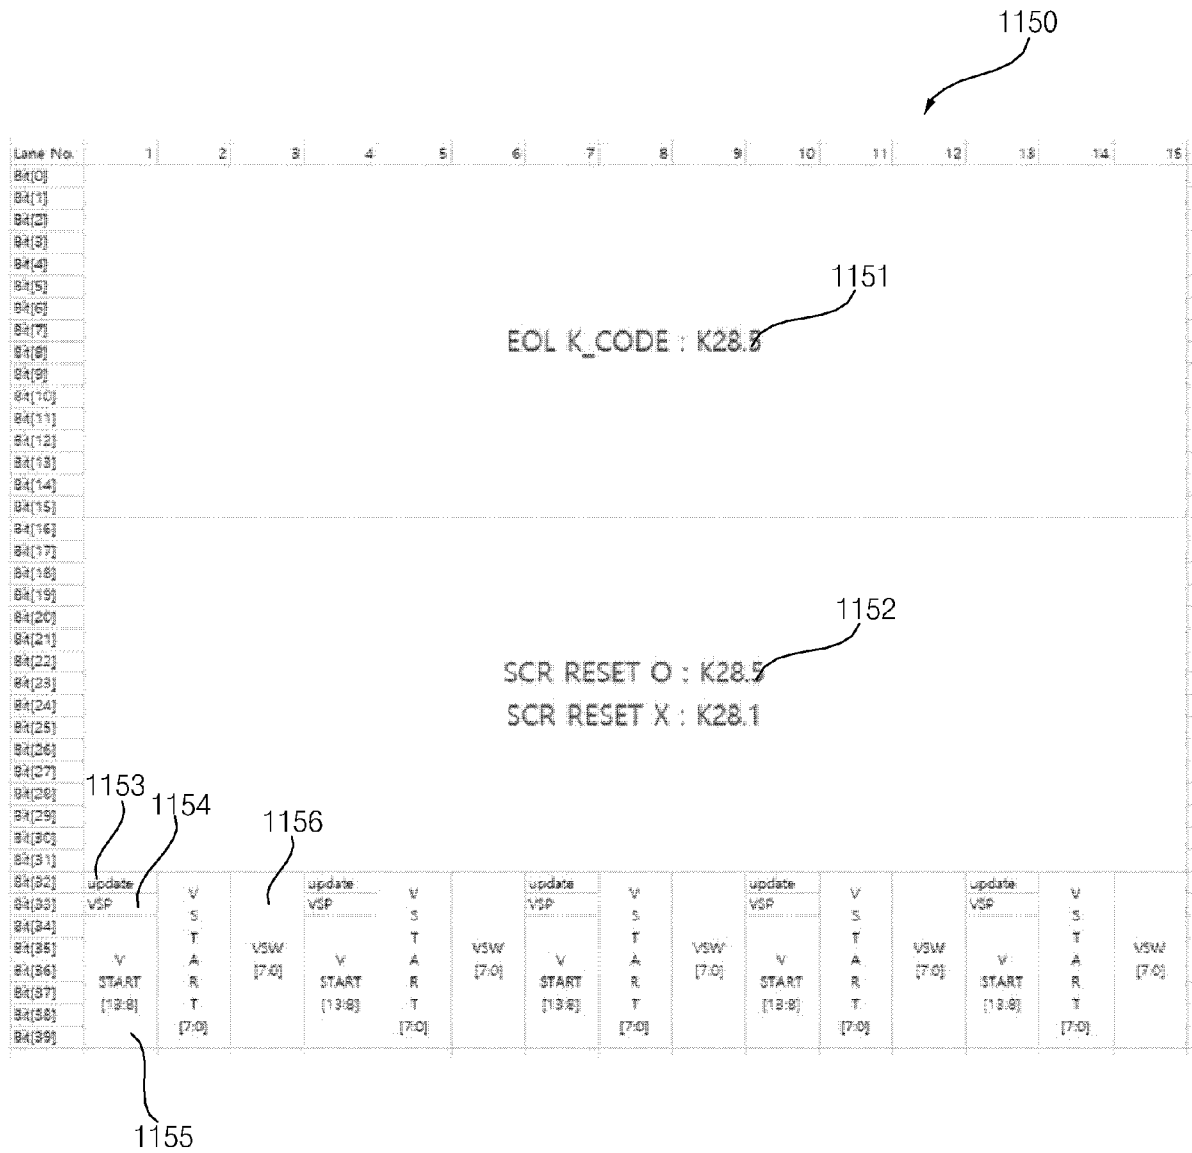 1150
Lane No. 1 2 3 4 5 6 7 8 9 10 11 12 13 14 15
Bit[0]
Bit[1]
Bit[2]
Bit[3]
Bit[4]
Bit[5]
1151
Bit[6]
Bit[7]
EOL K_CODE : K28.5
Bit[8]
Bit[9]
Bit[10]
Bit[11]
Bit[12]
Bit[13]
Bit[14]
Bit[15]
Bit[16]
Bit[17]
Bit[18]
Bit[19]
Bit[20]
1152
Bit[21]
Bit[22]
SCR RESET O : K28.5
Bit[23]
Bit[24]
SCR RESET X : K28.1
Bit[25]
Bit[26]
Bit[27]
1153
Bit[28]
1154
Bit[29]
1156
Bit[30]
Bit[31]
Bit[32] update update update update update
Bit[33] VSP VSP VSP VSP VSP
Bit[34]
Bit[35]
Bit[36]
Bit[37]
Bit[38]
Bit[39]
V START [13:8] V START [7:0] VSW [7:0] V START [13:8] V START [7:0] VSW [7:0] V START [13:8] V START [7:0] VSW [7:0] V START [13:8] V START [7:0] VSW [7:0] V START [13:8] V START [7:0] VSW [7:0]
1155